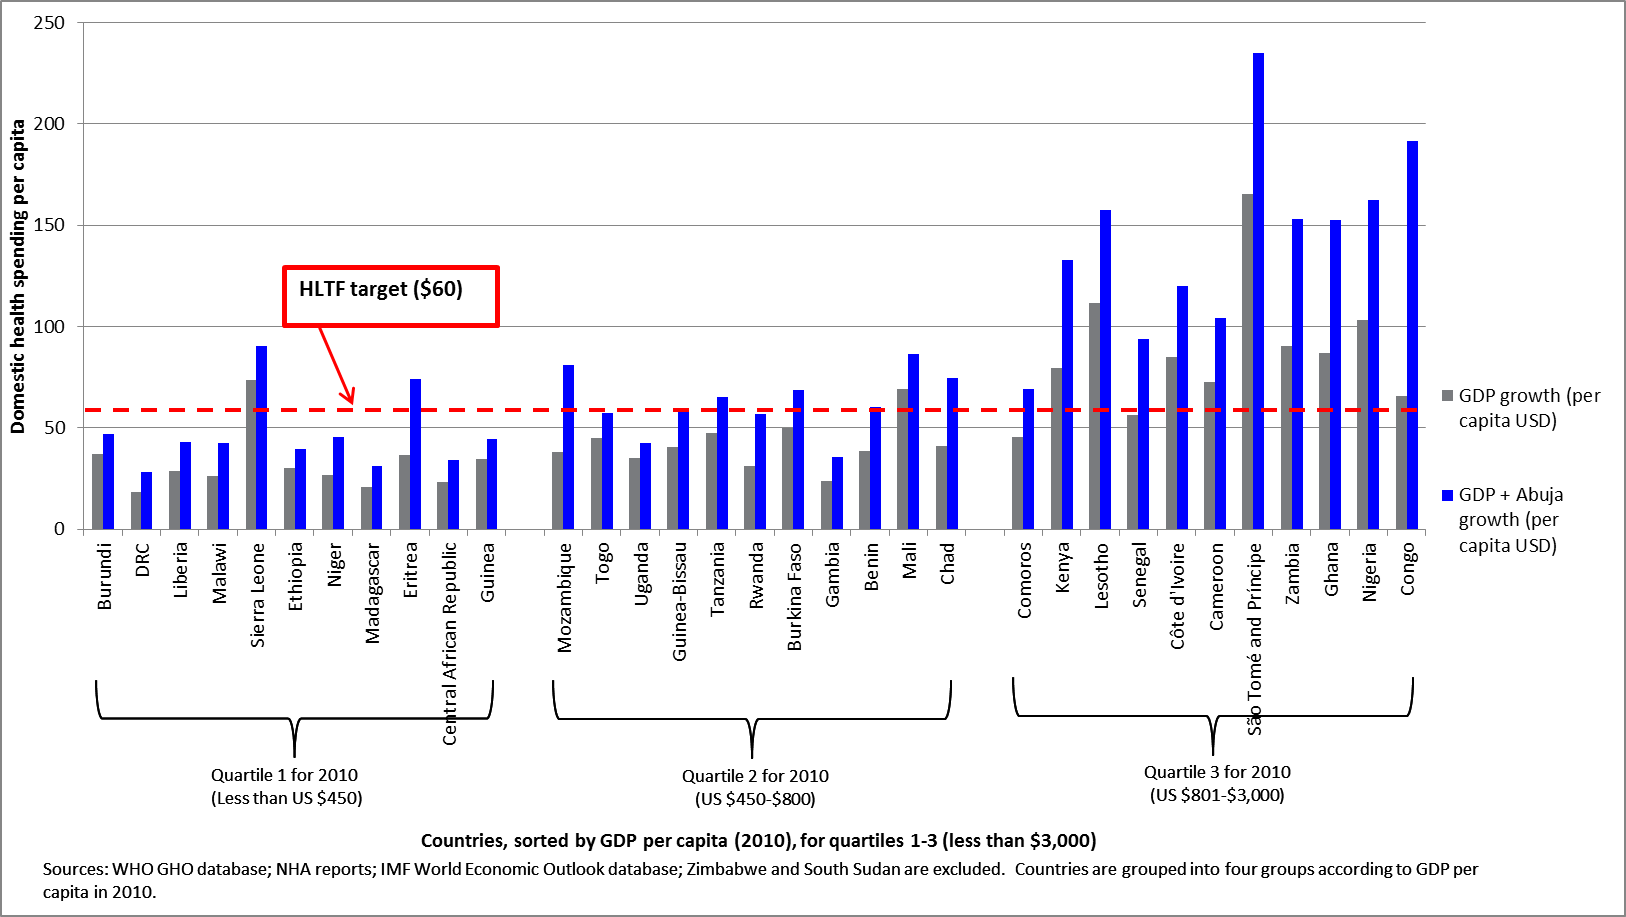 Domestic health spending per capita
250
200
150
100
50
0
HLTF target ($60)
GDP growth (per
capita USD)
GDP + Abuja
growth (per
capita USD)
Burundi
DRC
Liberia
Malawi
Sierra Leone
Ethiopia
Niger
Madagascar
Eritrea
Central African Republic
Guinea
Mozambique
Togo
Uganda
Guinea-Bissau
Tanzania
Rwanda
Burkina Faso
Gambia
Benin
Mali
Chad
Comoros
Kenya
Lesotho
Senegal
Côte d'Ivoire
Cameroon
São Tomé and Príncipe
Zambia
Ghana
Nigeria
Congo
Quartile 1 for 2010
(Less than US $450)
Quartile 2 for 2010
(US $450-$800)
Quartile 3 for 2010
(US $801-$3,000)
Countries, sorted by GDP per capita (2010), for quartiles 1-3 (less than $3,000)
Sources: WHO GHO database; NHA reports; IMF World Economic Outlook database; Zimbabwe and South Sudan are excluded.  Countries are grouped into four groups according to GDP per
capita in 2010.